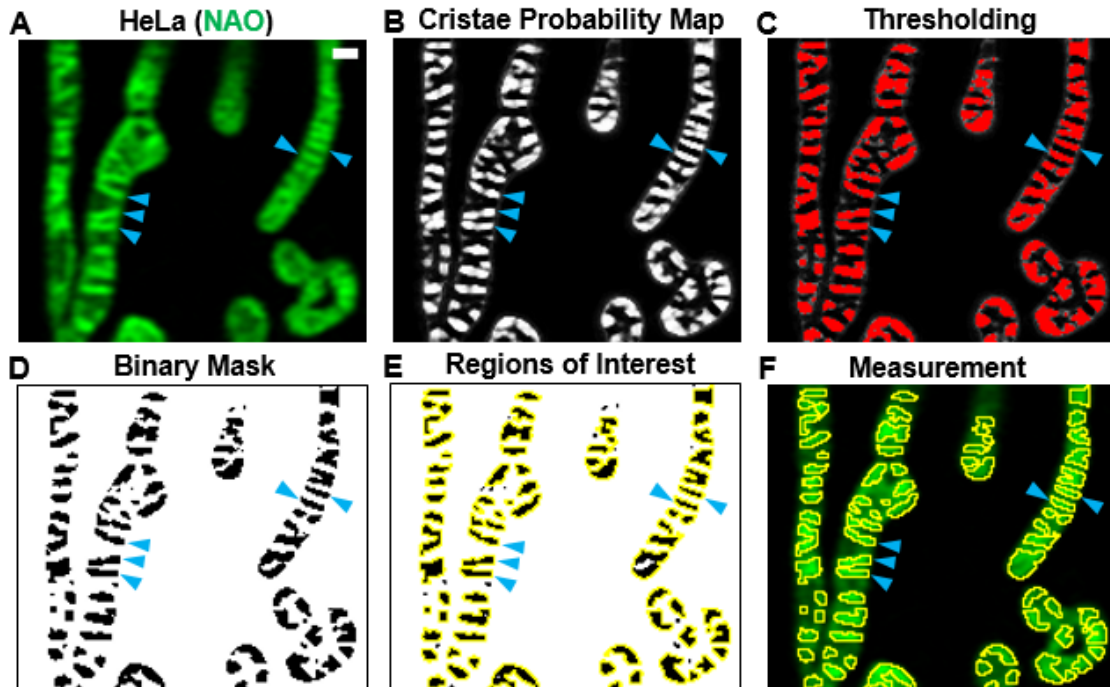 A HeLa (NAO)
B Cristae Probability Map
C Thresholding
D Binary Mask
E Regions of Interest
F Measurement